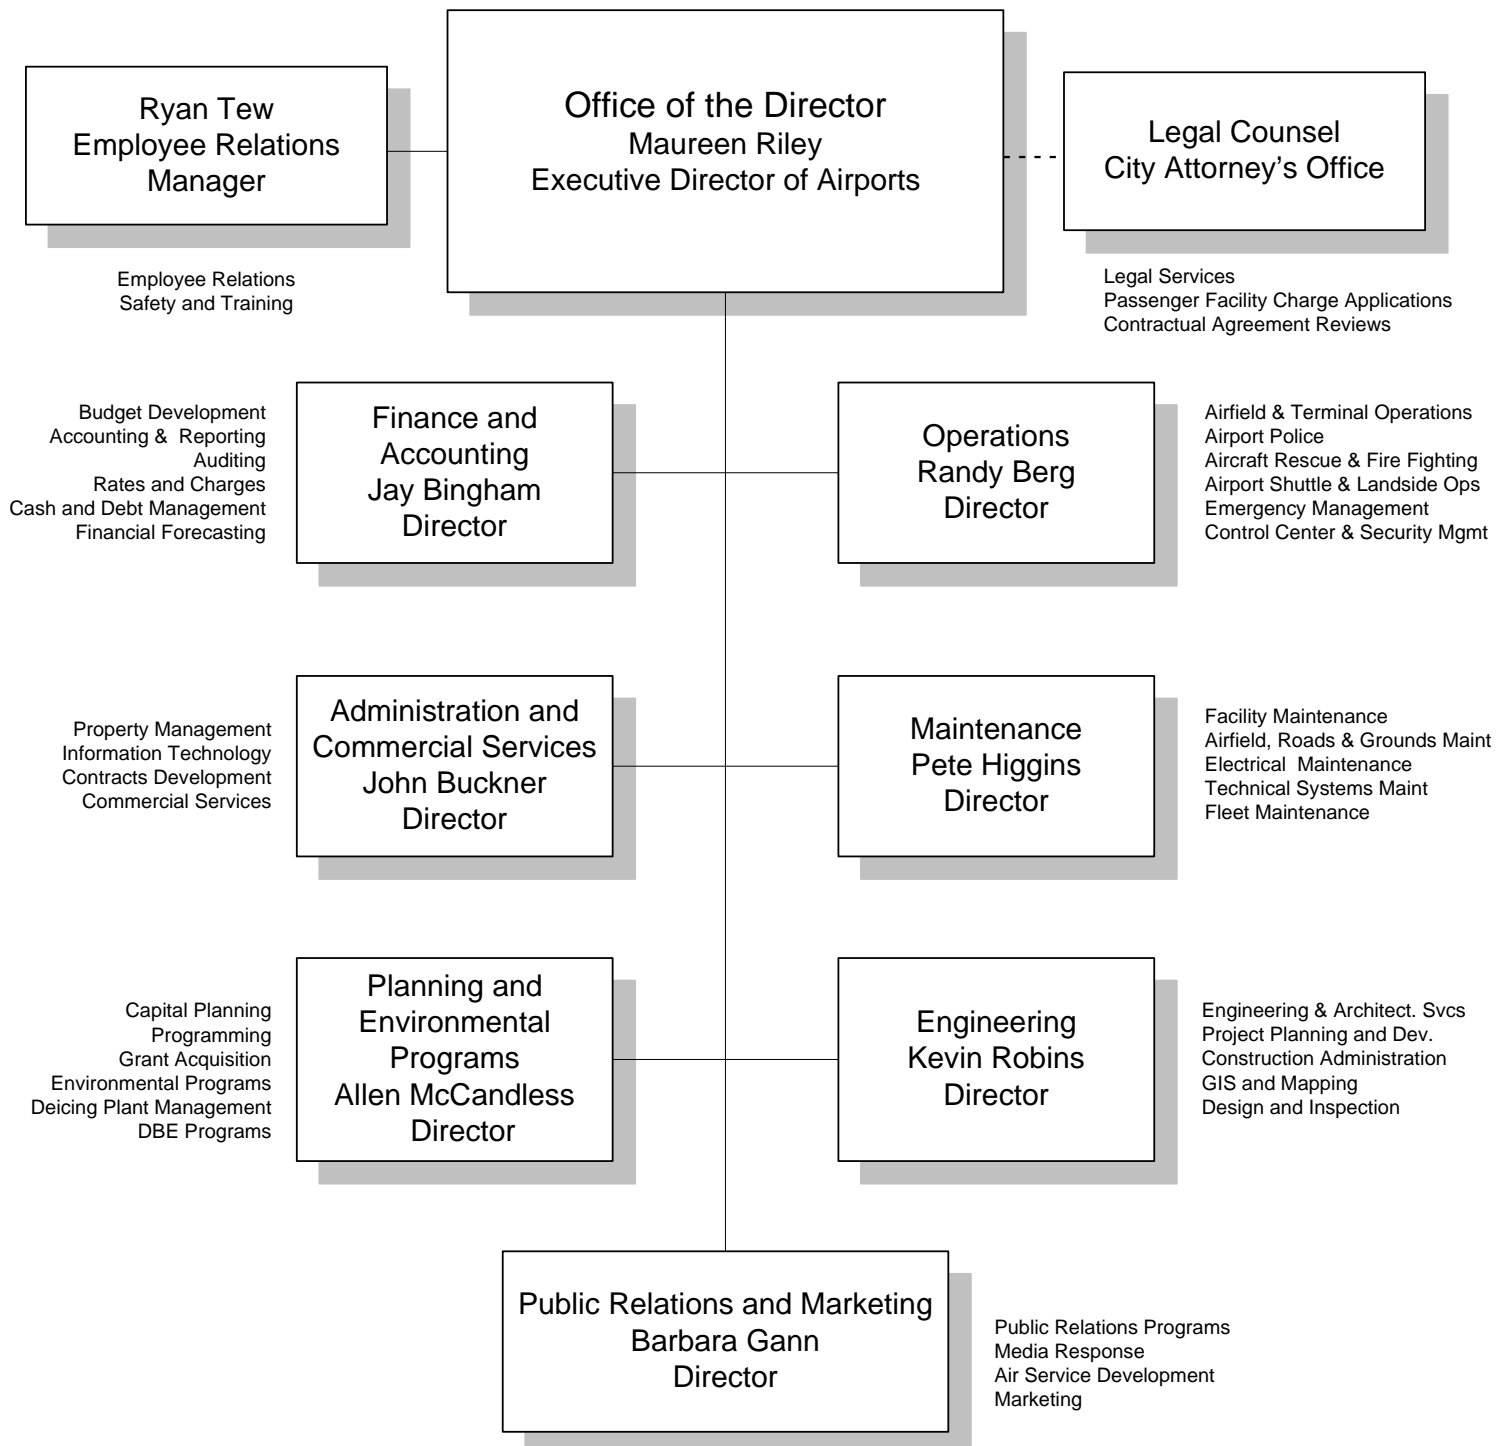 Office of the Director
Maureen Riley
Executive Director of Airports
Ryan Tew
Employee Relations
Manager
Employee Relations
Safety and Training
Legal Counsel
City Attorney's Office
Legal Services
Passenger Facility Charge Applications
Contractual Agreement Reviews
Budget Development
Accounting & Reporting
Auditing
Rates and Charges
Cash and Debt Management
Financial Forecasting
Finance and
Accounting
Jay Bingham
Director
Operations
Randy Berg
Director
Airfield & Terminal Operations
Airport Police
Aircraft Rescue & Fire Fighting
Airport Shuttle & Landside Ops
Emergency Management
Control Center & Security Mgmt
Property Management
Information Technology
Contracts Development
Commercial Services
Administration and
Commercial Services
John Buckner
Director
Maintenance
Pete Higgins
Director
Facility Maintenance
Airfield, Roads & Grounds Maint
Electrical Maintenance
Technical Systems Maint
Fleet Maintenance
Capital Planning
Programming
Grant Acquisition
Environmental Programs
Deicing Plant Management
DBE Programs
Planning and
Environmental
Programs
Allen McCandless
Director
Engineering
Kevin Robins
Director
Engineering & Architect. Svcs
Project Planning and Dev.
Construction Administration
GIS and Mapping
Design and Inspection
Public Relations and Marketing
Barbara Gann
Director
Public Relations Programs
Media Response
Air Service Development
Marketing